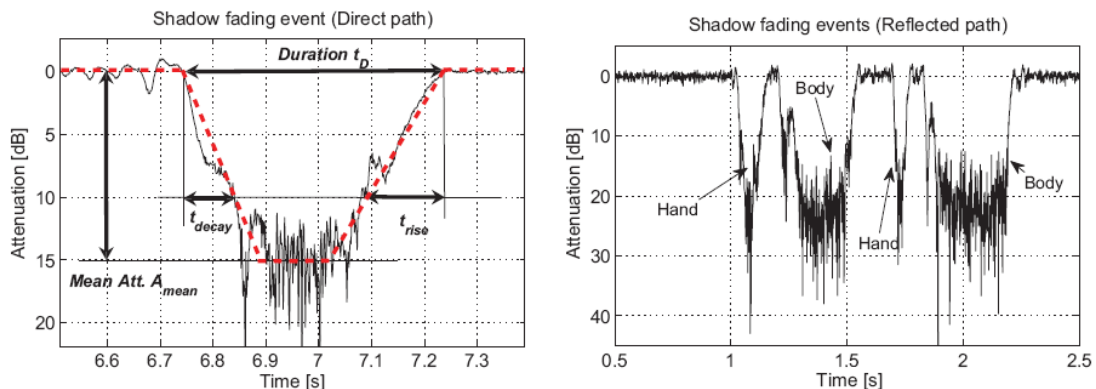 Shadow fading event (Direct path)
0
5
10
15
20
Attenuation [dB]
Duration t_D
t_decay
t_rise
Mean Att. A_mean
6.6 6.7 6.8 6.9 7 7.1 7.2 7.3
Time [s]
Shadow fading events (Reflected path)
0
10
20
30
40
Attenuation [dB]
Body
Hand
Hand
Body
0.5 1 1.5 2 2.5
Time [s]